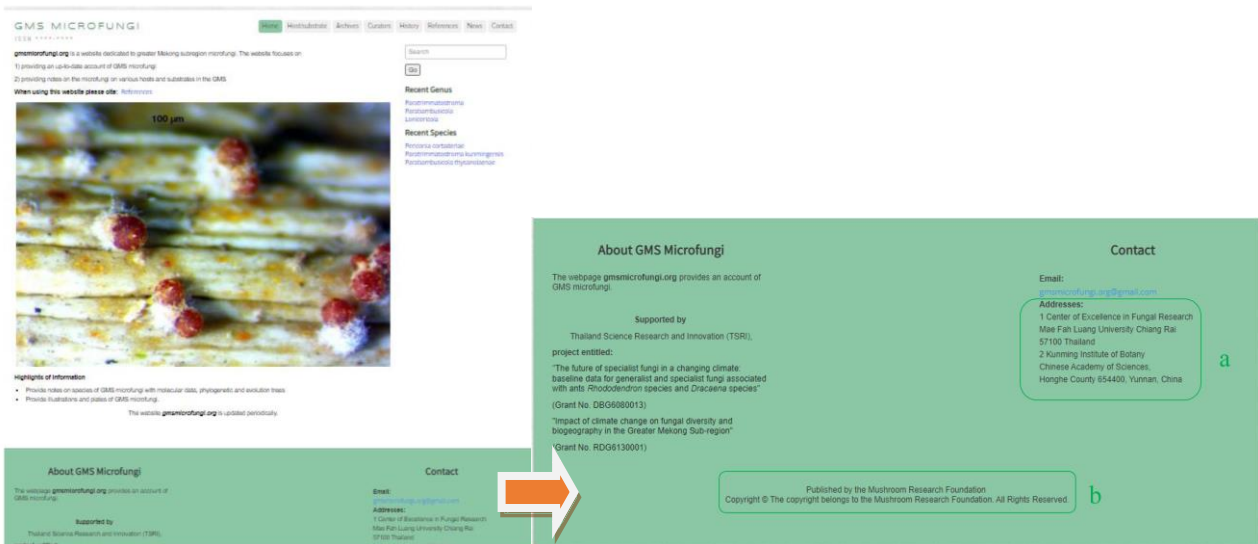 GMS MICROFUNGI
Home Host/substrate Archives Curators History References News Contact
gmsmicrofungi.org is a website dedicated to greater Mekong subregion microfungi. The website focuses on
1) providing an up-to-date account of GMS microfungi
2) providing notes on the microfungi on various hosts and substrates in the GMS
When using this website please cite: References
Search
Go
Recent Genus
Recent Species
100 μm
Highlights of Information
Provide notes on species of GMS microfungi with molecular data, phylogenetic and evolution trees
Provide illustrations and plates of GMS microfungi.
The website gmsmicrofungi.org is updated periodically.
About GMS Microfungi
The webpage gmsmicrofungi.org provides an account of
GMS microfungi.
Supported by
Thailand Science Research and Innovation (TSRI),
Contact
Email:
gmsmicrofungi.org@gmail.com
Addresses:
1 Center of Excellence in Fungal Research
Mae Fah Luang University Chiang Rai
57100 Thailand
About GMS Microfungi
The webpage gmsmicrofungi.org provides an account of
GMS microfungi.
Supported by
Thailand Science Research and Innovation (TSRI),
project entitled:
"The future of specialist fungi in a changing climate:
baseline data for generalist and specialist fungi associated
with ants Rhododendron species and Dracaena species"
(Grant No. DBG6080013)
"Impact of climate change on fungal diversity and
biogeography in the Greater Mekong Sub-region"
(Grant No. RDG6130001)
Contact
Email:
gmsmicrofungi.org@gmail.com
Addresses:
1 Center of Excellence in Fungal Research
Mae Fah Luang University Chiang Rai
57100 Thailand
2 Kunming Institute of Botany
Chinese Academy of Sciences,
Honghe County 654400, Yunnan, China
a
Published by the Mushroom Research Foundation
Copyright © The copyright belongs to the Mushroom Research Foundation. All Rights Reserved.
b